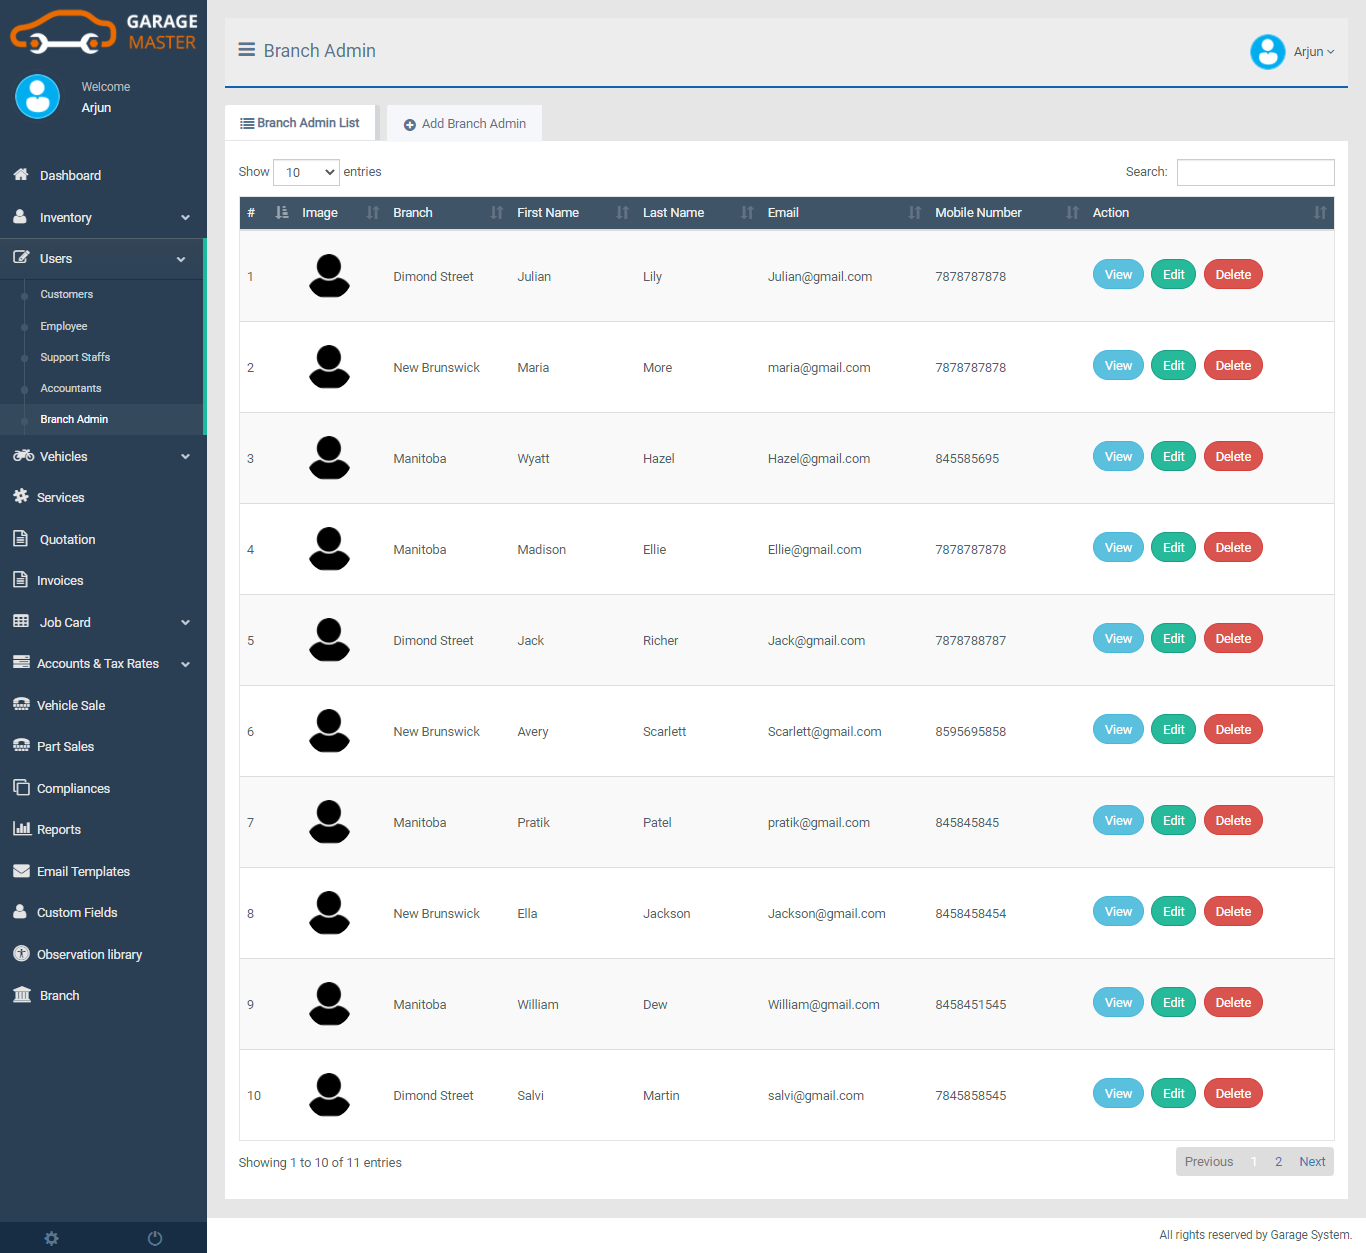 GARAGE
MASTER
Welcome
Arjun
Dashboard
Inventory
Users
Customers
Employee
Support Staffs
Accountants
Branch Admin
Vehicles
Services
Quotation
Invoices
Job Card
Accounts & Tax Rates
Vehicle Sale
Part Sales
Compliances
Reports
Email Templates
Custom Fields
Observation library
Branch
Branch Admin
Arjun
Branch Admin List
Add Branch Admin
Show 10 entries
Search:
# Image Branch First Name Last Name Email Mobile Number Action
1 Dimond Street Julian Lily Julian@gmail.com 7878787878 View Edit Delete
2 New Brunswick Maria More maria@gmail.com 7878787878 View Edit Delete
3 Manitoba Wyatt Hazel Hazel@gmail.com 845585695 View Edit Delete
4 Manitoba Madison Ellie Ellie@gmail.com 7878787878 View Edit Delete
5 Dimond Street Jack Richer Jack@gmail.com 7878788787 View Edit Delete
6 New Brunswick Avery Scarlett Scarlett@gmail.com 8595695858 View Edit Delete
7 Manitoba Pratik Patel pratik@gmail.com 845845845 View Edit Delete
8 New Brunswick Ella Jackson Jackson@gmail.com 8458458454 View Edit Delete
9 Manitoba William Dew William@gmail.com 8458451545 View Edit Delete
10 Dimond Street Salvi Martin salvi@gmail.com 7845858545 View Edit Delete
Showing 1 to 10 of 11 entries
Previous 1 2 Next
All rights reserved by Garage System.